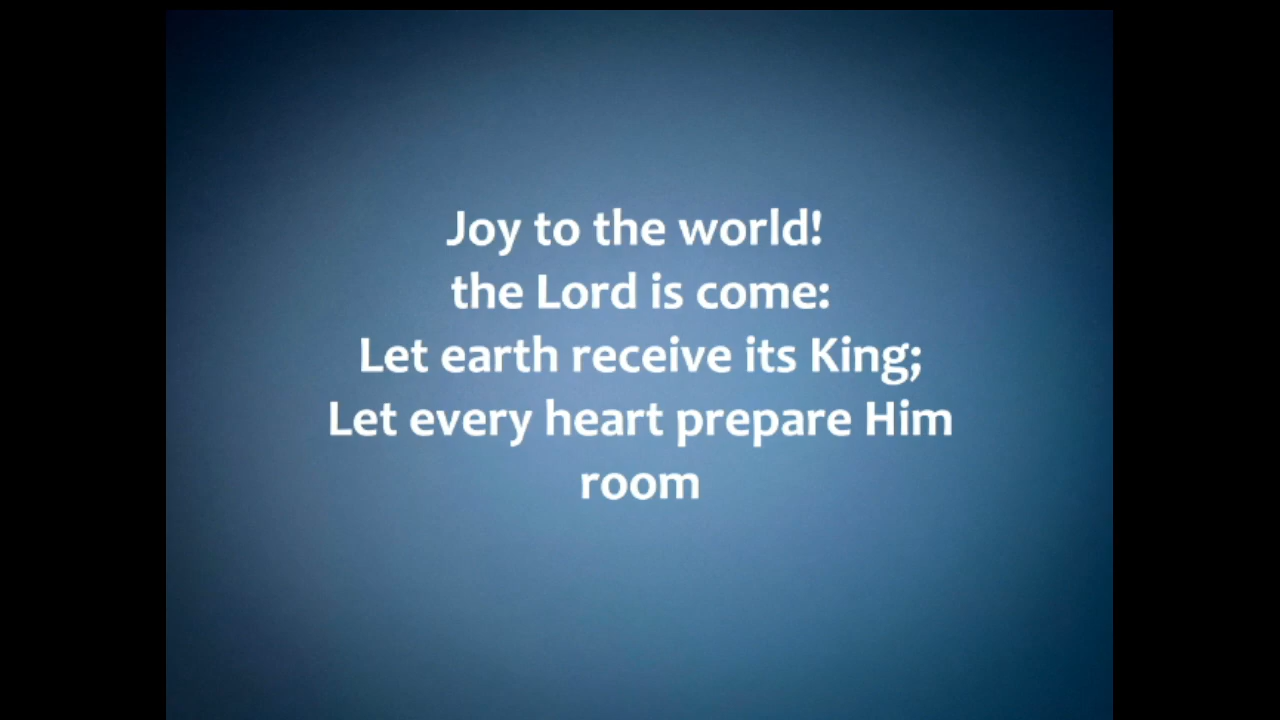 Joy to the world!
the Lord is come:
Let earth receive its King;
Let every heart prepare Him
room